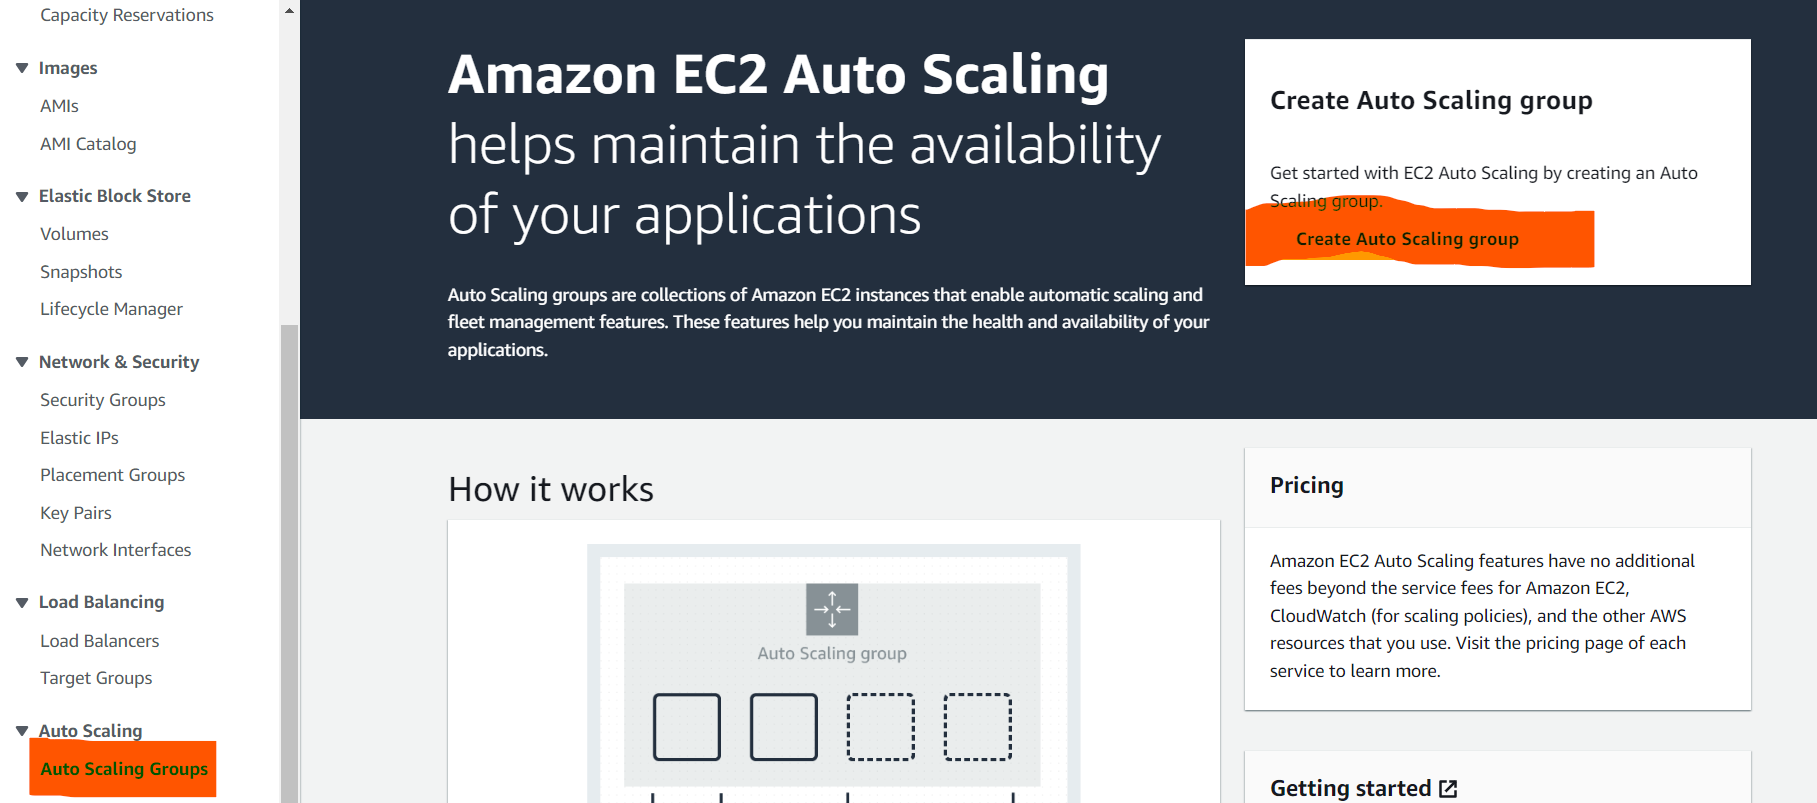 Capacity Reservations
Images
AMIs
AMI Catalog
Elastic Block Store
Volumes
Snapshots
Lifecycle Manager
Network & Security
Security Groups
Elastic IPs
Placement Groups
Key Pairs
Network Interfaces
Load Balancing
Load Balancers
Target Groups
Auto Scaling
Auto Scaling Groups
Amazon EC2 Auto Scaling
helps maintain the availability
of your applications
Auto Scaling groups are collections of Amazon EC2 instances that enable automatic scaling and
fleet management features. These features help you maintain the health and availability of your
applications.
Create Auto Scaling group
Get started with EC2 Auto Scaling by creating an Auto
Scaling group.
Create Auto Scaling group
How it works
Auto Scaling group
Pricing
Amazon EC2 Auto Scaling features have no additional
fees beyond the service fees for Amazon EC2,
CloudWatch (for scaling policies), and the other AWS
resources that you use. Visit the pricing page of each
service to learn more.
Getting started